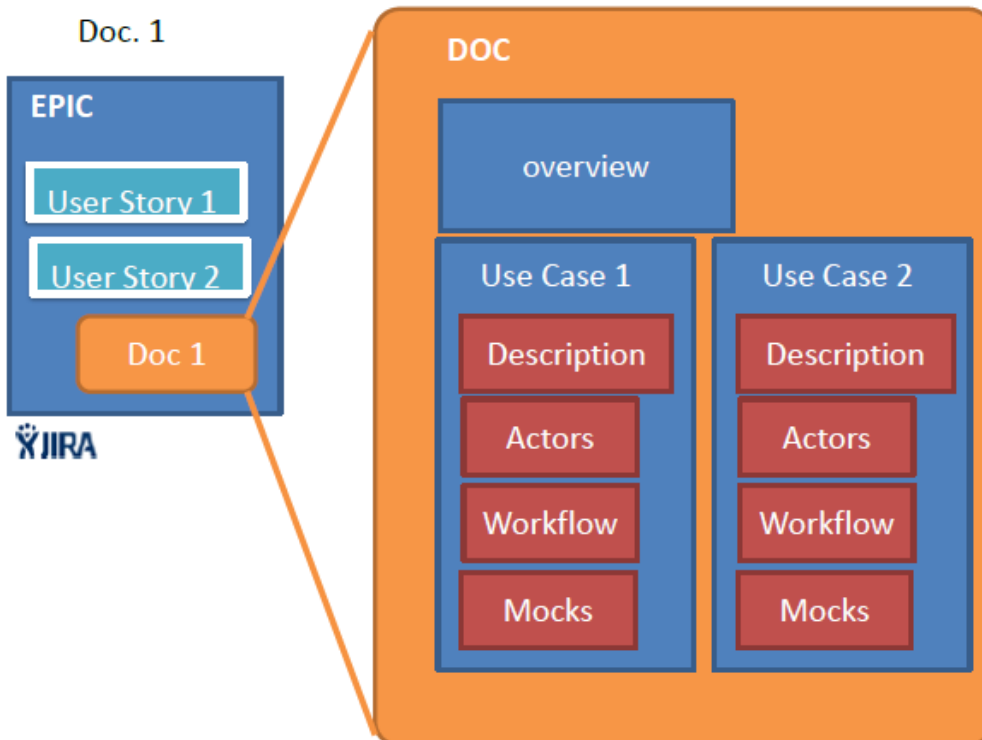 Doc. 1
EPIC
User Story 1
User Story 2
Doc 1
JIRA
DOC
overview
Use Case 1
Description
Actors
Workflow
Mocks
Use Case 2
Description
Actors
Workflow
Mocks